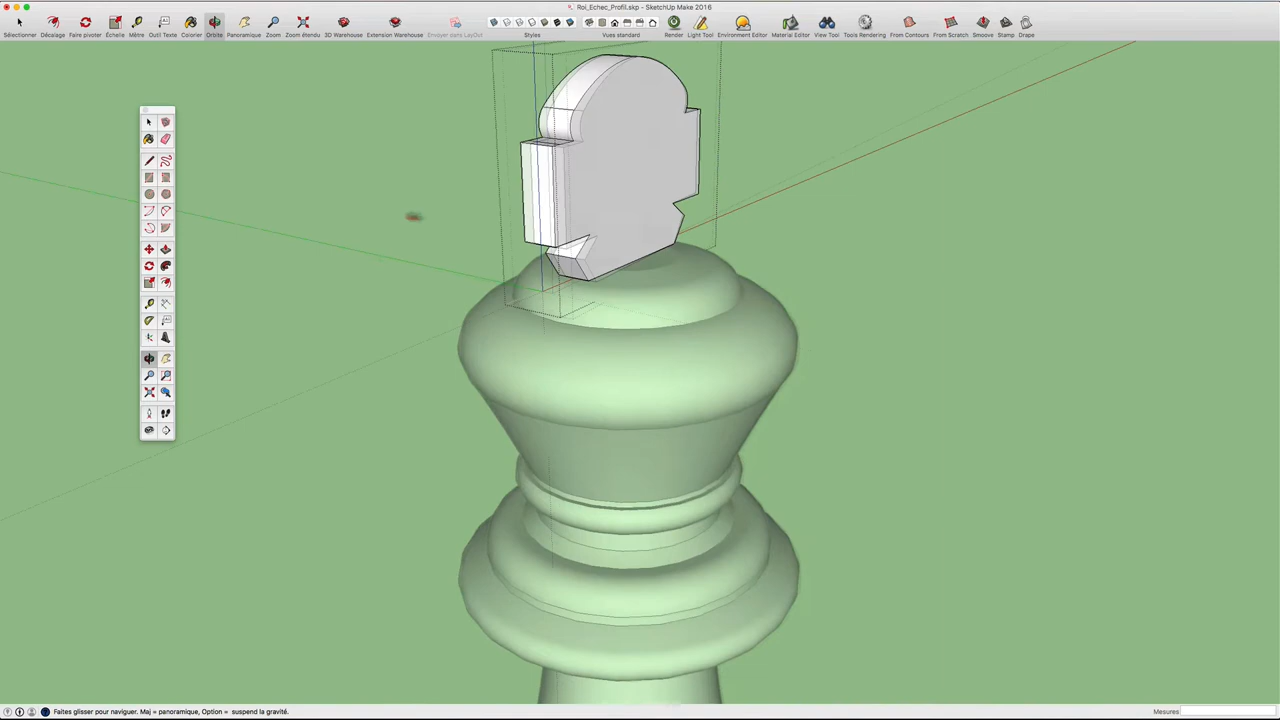 Roi_Echec_Profil.skp - SketchUp Make 2016
Sélectionner Décalage Faire pivoter Échelle Mètre Outil Texte Colorier Orbite Panoramique Zoom Zoom étendu 3D Warehouse Extension Warehouse Envoyer dans LayOut Styles Vues standard Render Light Tool Environment Editor Material Editor View Tool Tools Rendering From Contours From Scratch Smoove Stamp Drape
Faites glisser pour naviguer. Maj = panoramique, Option = suspend la gravité. Mesures